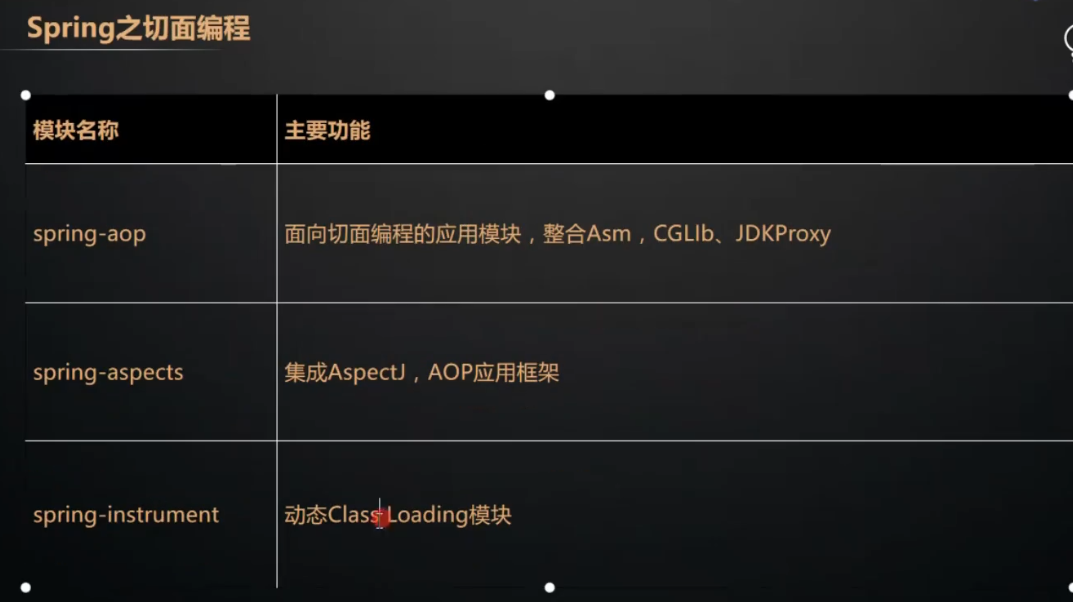 Spring之切面编程
模块名称 主要功能
spring-aop 面向切面编程的应用模块，整合Asm，CGLIb、JDKProxy
spring-aspects 集成AspectJ，AOP应用框架
spring-instrument 动态Class Loading模块